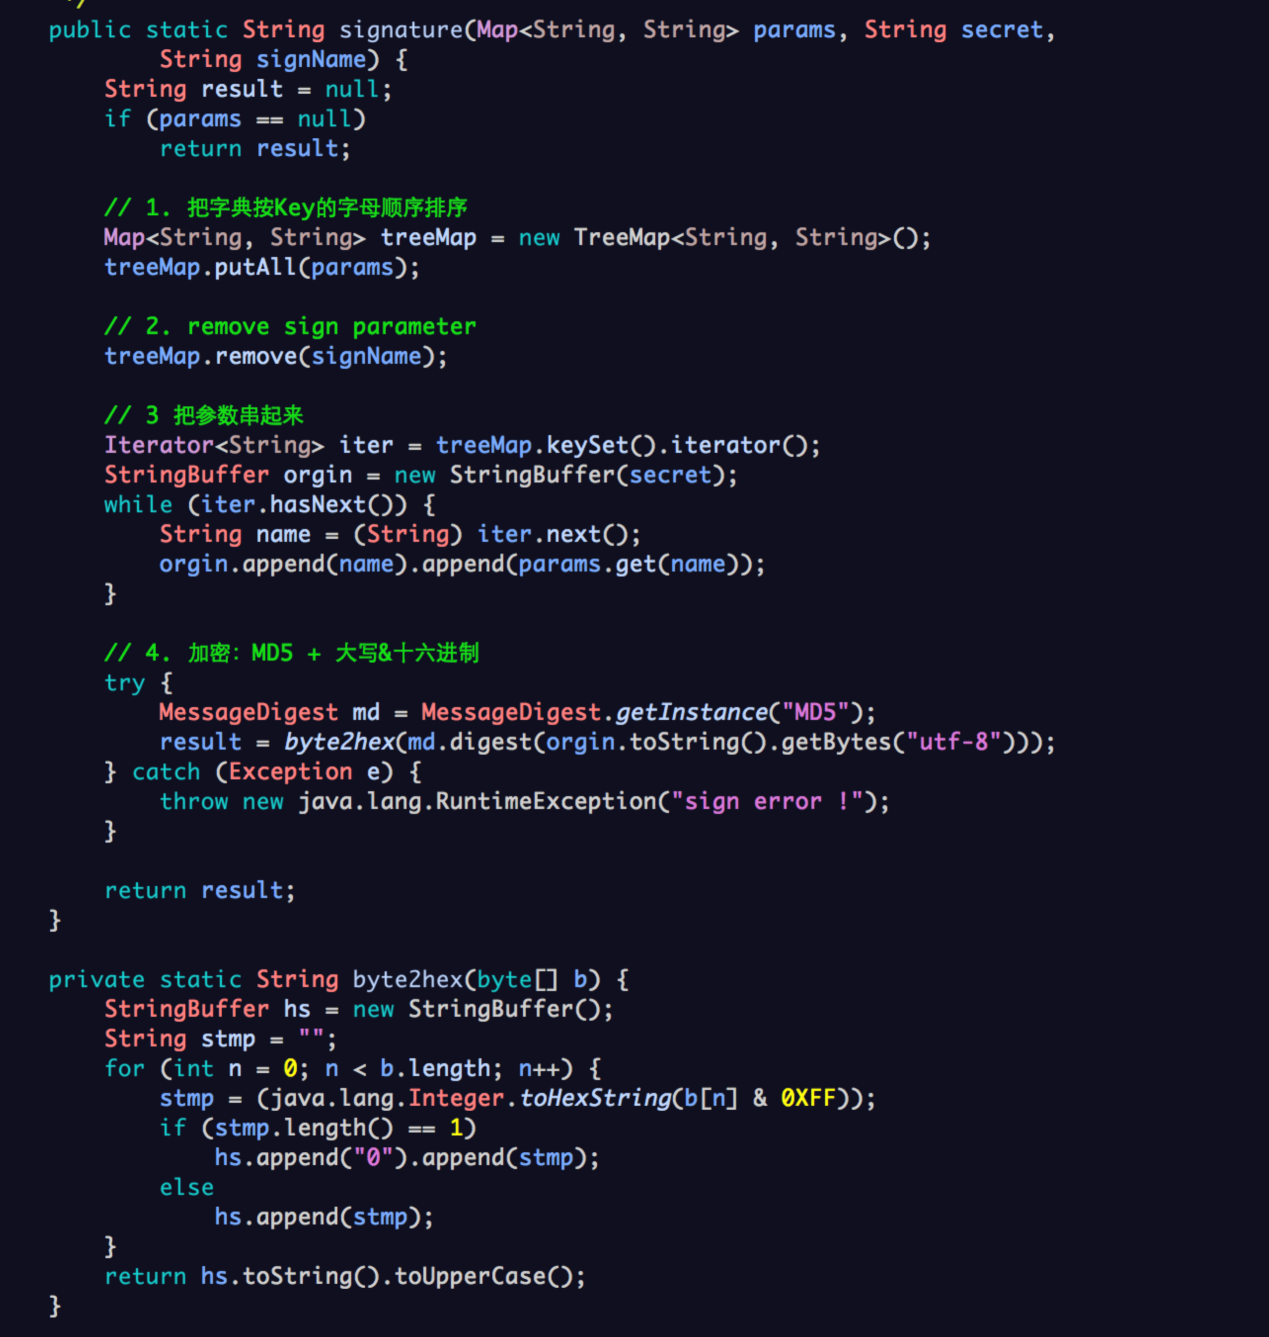 */
public static String signature(Map<String, String> params, String secret,
String signName) {
String result = null;
if (params == null)
return result;
// 1. 把字典按Key的字母顺序排序
Map<String, String> treeMap = new TreeMap<String, String>();
treeMap.putAll(params);
// 2. remove sign parameter
treeMap.remove(signName);
// 3 把参数串起来
Iterator<String> iter = treeMap.keySet().iterator();
StringBuffer orgin = new StringBuffer(secret);
while (iter.hasNext()) {
String name = (String) iter.next();
orgin.append(name).append(params.get(name));
}
// 4. 加密：MD5 + 大写&十六进制
try {
MessageDigest md = MessageDigest.getInstance("MD5");
result = byte2hex(md.digest(orgin.toString().getBytes("utf-8")));
} catch (Exception e) {
throw new java.lang.RuntimeException("sign error !");
}
return result;
}
private static String byte2hex(byte[] b) {
StringBuffer hs = new StringBuffer();
String stmp = "";
for (int n = 0; n < b.length; n++) {
stmp = (java.lang.Integer.toHexString(b[n] & 0XFF));
if (stmp.length() == 1)
hs.append("0").append(stmp);
else
hs.append(stmp);
}
return hs.toString().toUpperCase();
}